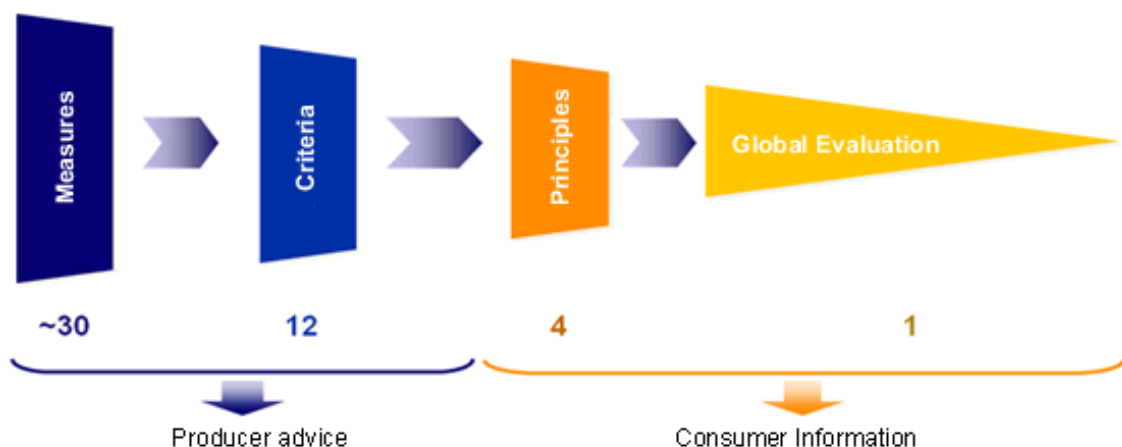 Measures
Criteria
Principles
Global Evaluation
~30
12
4
1
Producer advice
Consumer Information